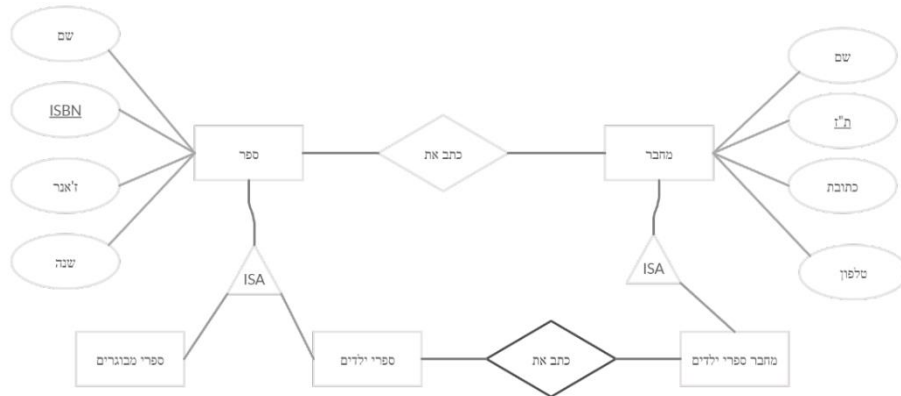 שם
שם
ISBN
ת"ז
ספר
כתב את
מחבר
ז'אנר
כתובת
שנה
טלפון
ISA
ISA
ספרי מבוגרים
ספרי ילדים
כתב את
מחבר ספרי ילדים